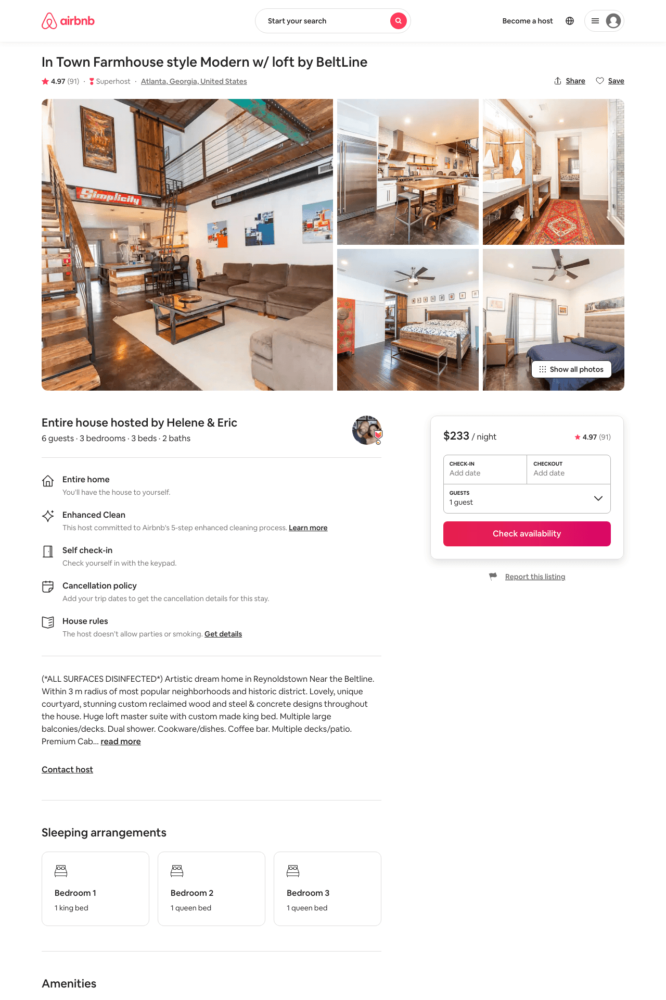 airbnb
Start your search
Become a host
In Town Farmhouse style Modern w/ loft by BeltLine
4.97 (91) · Superhost · Atlanta, Georgia, United States
Share
Save
Simplicity
Show all photos
Entire house hosted by Helene & Eric
6 guests · 3 bedrooms · 3 beds · 2 baths
$233 / night
4.97 (91)
CHECK-IN
Add date
CHECKOUT
Add date
GUESTS
1 guest
Check availability
Report this listing
Entire home
You'll have the house to yourself.
Enhanced Clean
This host committed to Airbnb's 5-step enhanced cleaning process. Learn more
Self check-in
Check yourself in with the keypad.
Cancellation policy
Add your trip dates to get the cancellation details for this stay.
House rules
The host doesn't allow parties or smoking. Get details
(*ALL SURFACES DISINFECTED*) Artistic dream home in Reynoldstown Near the Beltline.
Within 3 m radius of most popular neighborhoods and historic district. Lovely, unique
courtyard, stunning custom reclaimed wood and steel & concrete designs throughout
the house. Huge loft master suite with custom made king bed. Multiple large
balconies/decks. Dual shower. Cookware/dishes. Coffee bar. Multiple decks/patio.
Premium Cab... read more
Contact host
Sleeping arrangements
Bedroom 1
1 king bed
Bedroom 2
1 queen bed
Bedroom 3
1 queen bed
Amenities